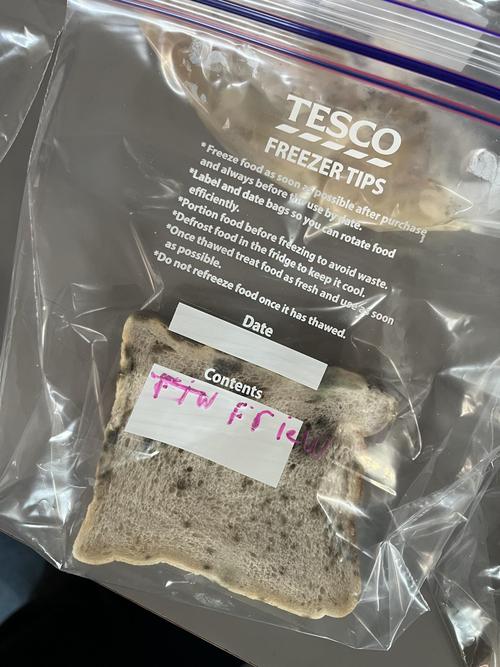 TESCO
FREEZER TIPS
*Freeze food as soon as possible after purchase
and always before the use by date.
*Label and date bags so you can rotate food
efficiently.
*Portion food before freezing to avoid waste.
*Defrost food in the fridge to keep it cool.
*Once thawed treat food as fresh and use as soon
as possible.
*Do not refreeze food once it has thawed.
Date
Contents